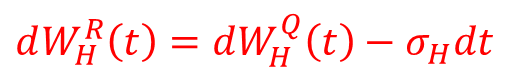 dW_H^R(t) = dW_H^Q(t) − σ_H dt